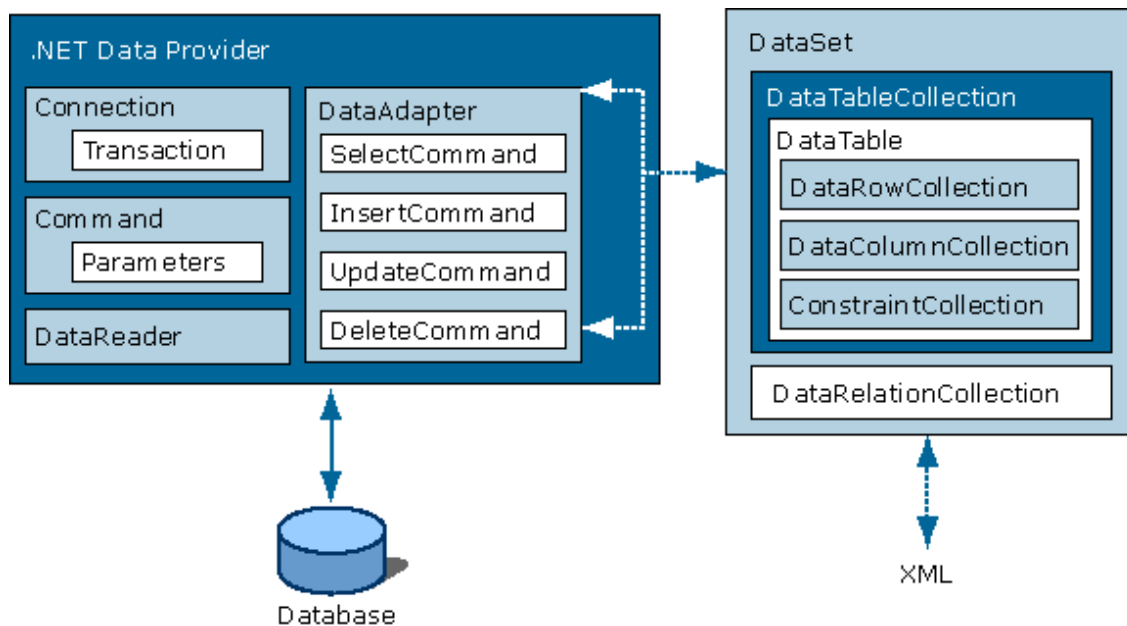 .NET Data Provider
Connection
Transaction
Command
Parameters
DataReader
DataAdapter
SelectCommand
InsertCommand
UpdateCommand
DeleteCommand
Database
DataSet
DataTableCollection
DataTable
DataRowCollection
DataColumnCollection
ConstraintCollection
DataRelationCollection
XML